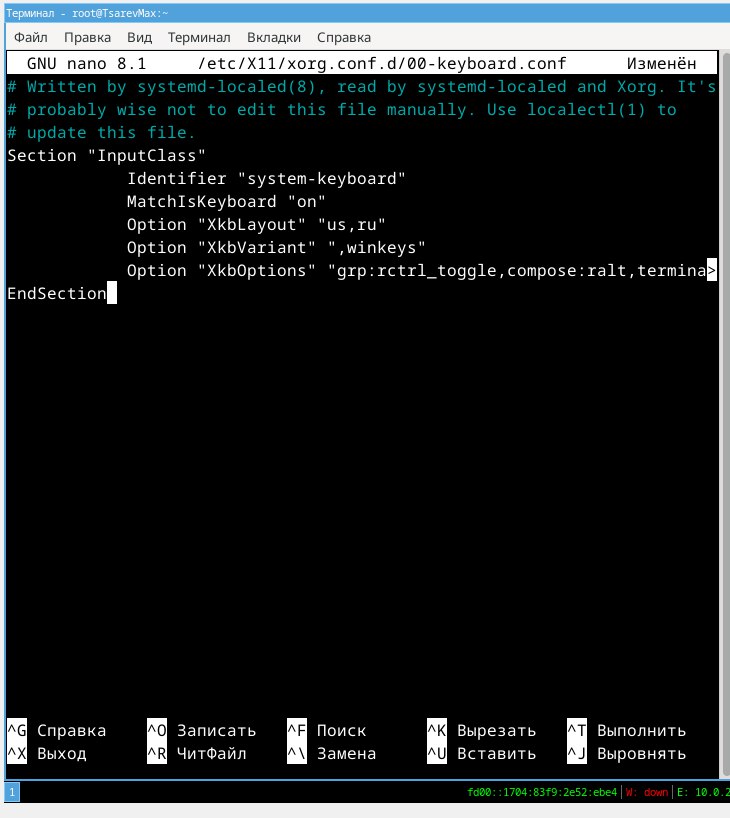 Терминал - root@TsarevMax:~
Файл Правка Вид Терминал Вкладки Справка
GNU nano 8.1 /etc/X11/xorg.conf.d/00-keyboard.conf Изменён
# Written by systemd-localed(8), read by systemd-localed and Xorg. It's
# probably wise not to edit this file manually. Use localectl(1) to
# update this file.
Section "InputClass"
Identifier "system-keyboard"
MatchIsKeyboard "on"
Option "XkbLayout" "us,ru"
Option "XkbVariant" ",winkeys"
Option "XkbOptions" "grp:rctrl_toggle,compose:ralt,termina>
EndSection
^G Справка ^O Записать ^F Поиск ^K Вырезать ^T Выполнить
^X Выход ^R ЧитФайл ^\ Замена ^U Вставить ^J Выровнять
1 fd00::1704:83f9:2e52:ebe4 | W: down | E: 10.0.2